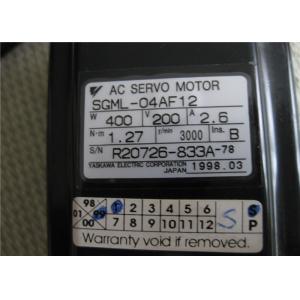 AC SERVO MOTOR
SGML-04AF12
W 400 V 200 A 2.6
N·m 1.27 r/min 3000 Ins. B
S/N R20726-833A-78
YASKAWA ELECTRIC CORPORATION
JAPAN 1998.03
98 1 2 3 4 5 6 S S
01 99
00 7 8 9 10 11 12 P
Warranty void if removed.